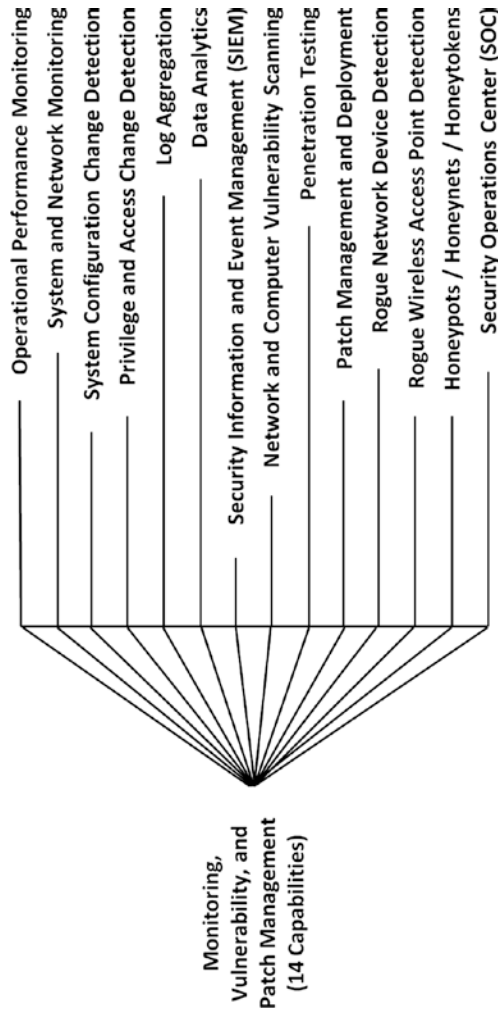 Monitoring,
Vulnerability, and
Patch Management
(14 Capabilities)
Operational Performance Monitoring
System and Network Monitoring
System Configuration Change Detection
Privilege and Access Change Detection
Log Aggregation
Data Analytics
Security Information and Event Management (SIEM)
Network and Computer Vulnerability Scanning
Penetration Testing
Patch Management and Deployment
Rogue Network Device Detection
Rogue Wireless Access Point Detection
Honeypots / Honeynets / Honeytokens
Security Operations Center (SOC)